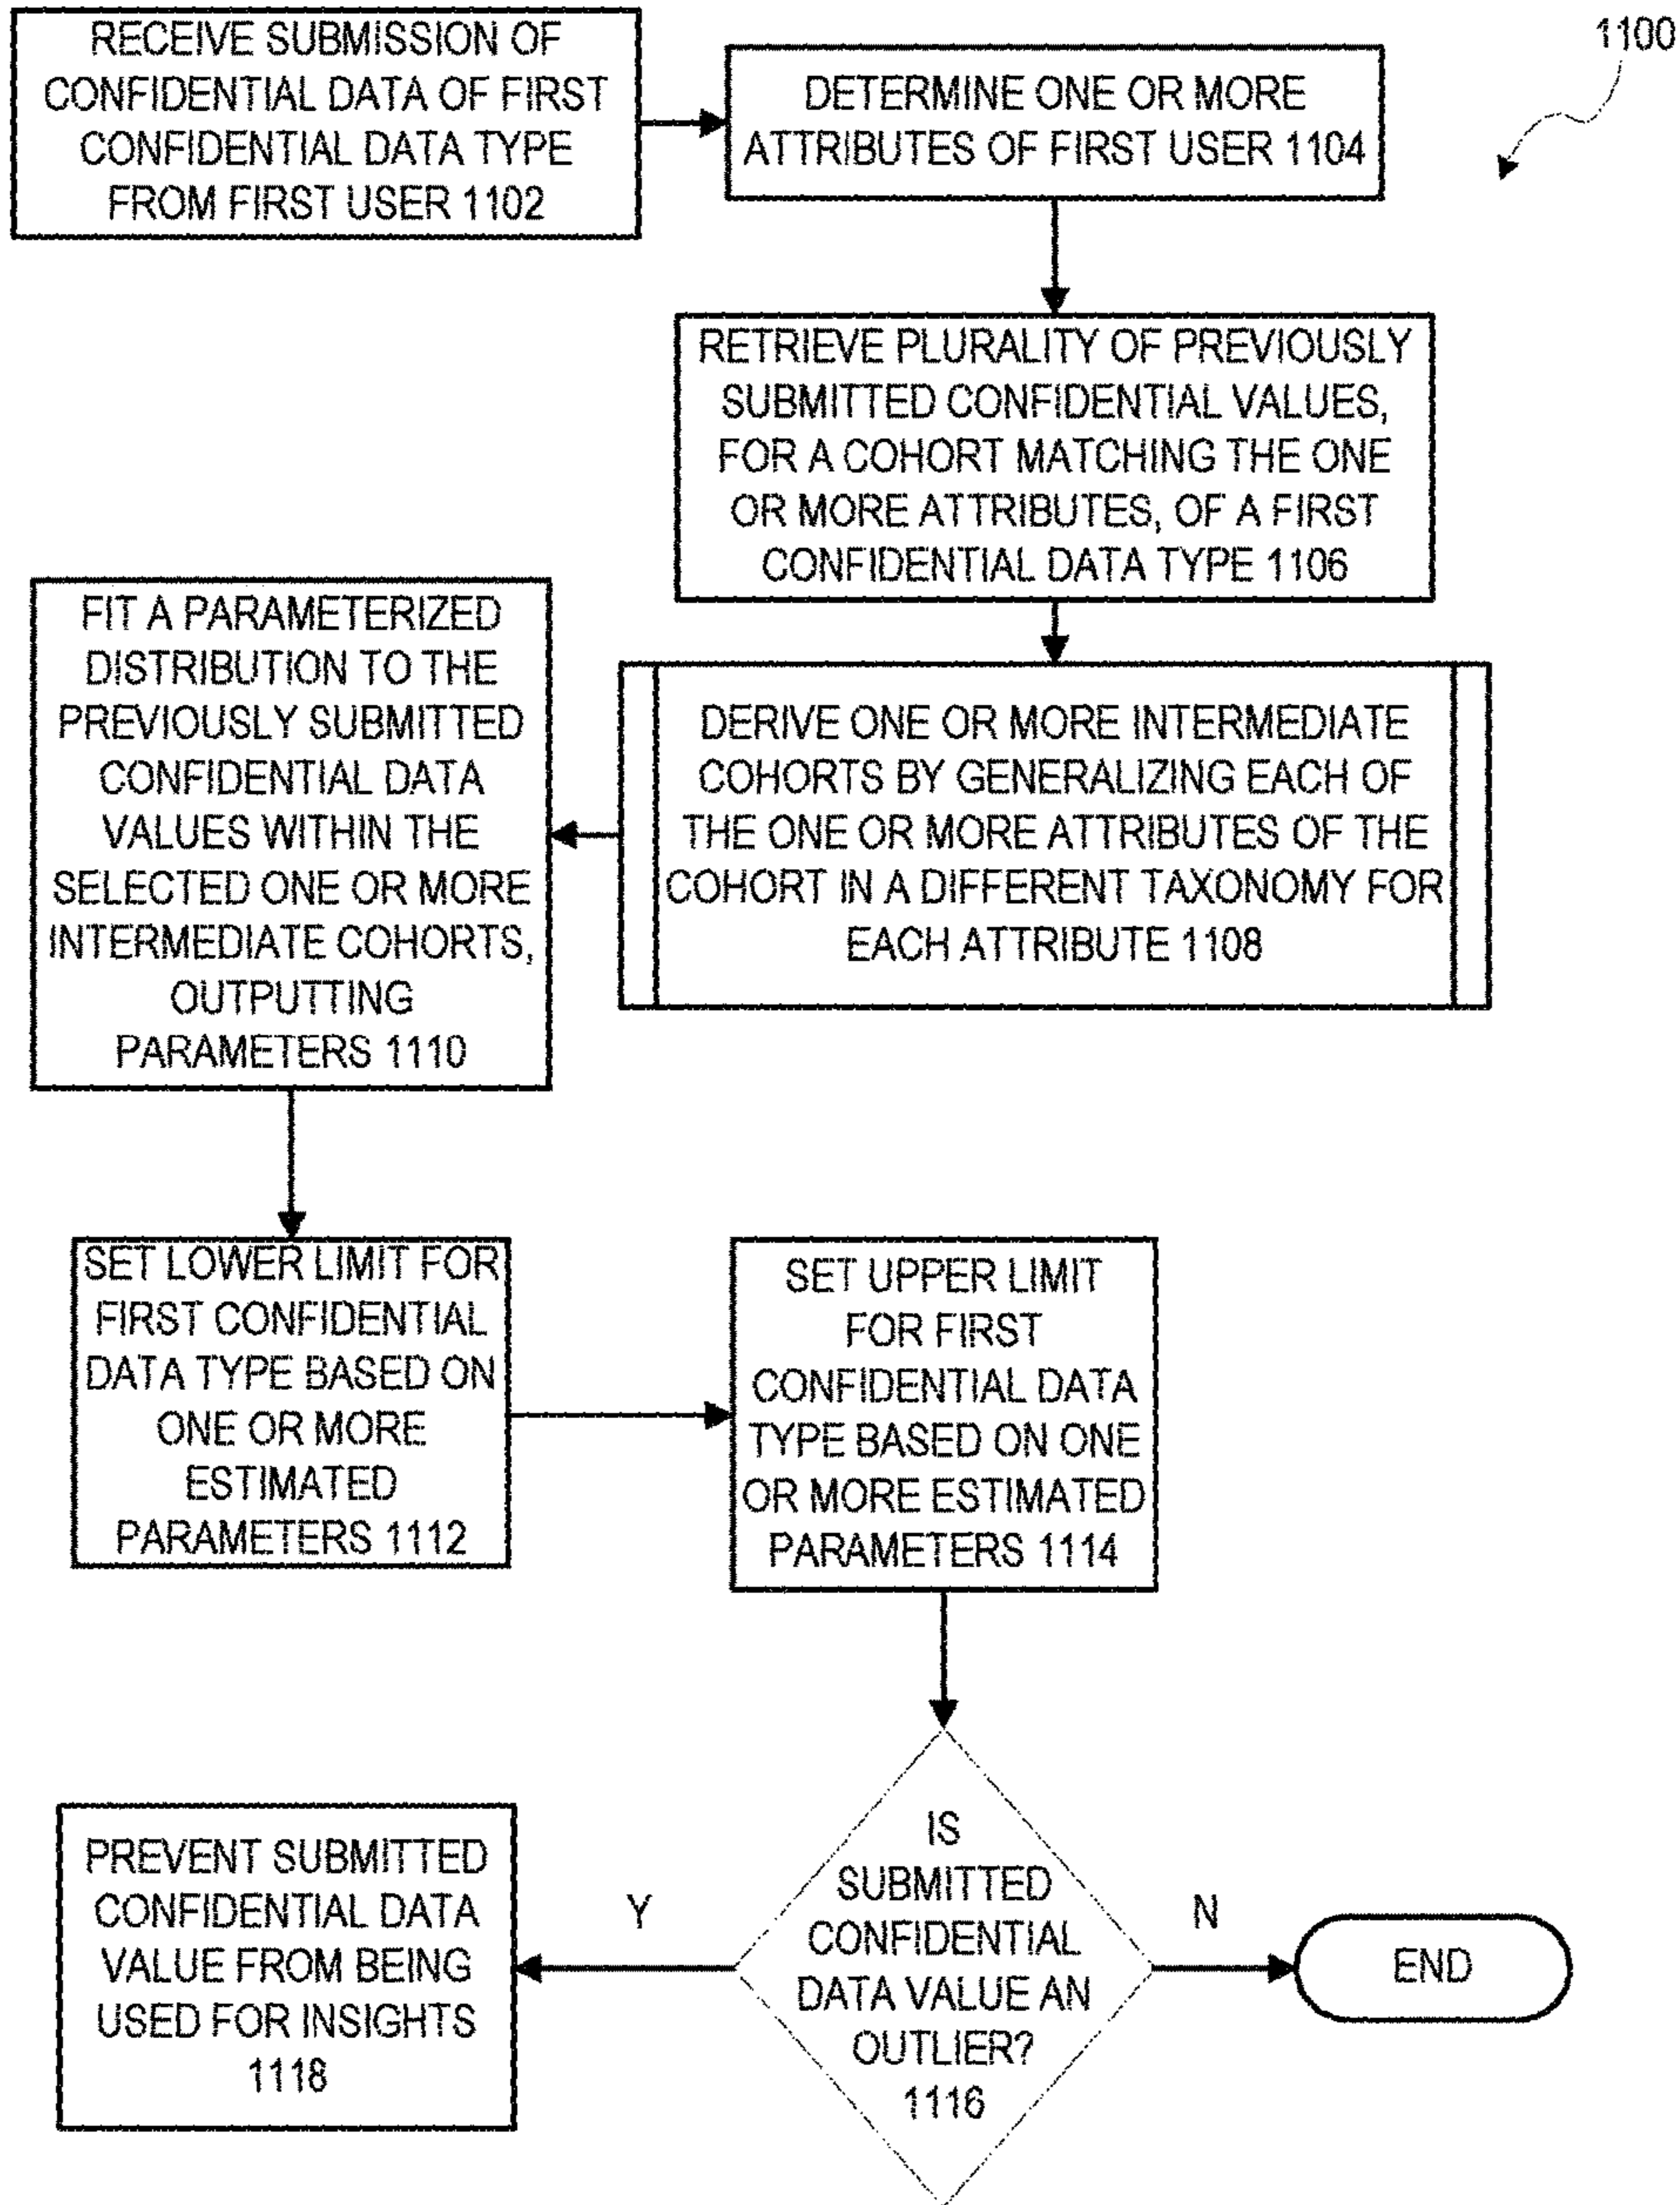 1100
RECEIVE SUBMISSION OF
CONFIDENTIAL DATA OF FIRST
CONFIDENTIAL DATA TYPE
FROM FIRST USER 1102
DETERMINE ONE OR MORE
ATTRIBUTES OF FIRST USER 1104
RETRIEVE PLURALITY OF PREVIOUSLY
SUBMITTED CONFIDENTIAL VALUES,
FOR A COHORT MATCHING THE ONE
OR MORE ATTRIBUTES, OF A FIRST
CONFIDENTIAL DATA TYPE 1106
DERIVE ONE OR MORE INTERMEDIATE
COHORTS BY GENERALIZING EACH OF
THE ONE OR MORE ATTRIBUTES OF THE
COHORT IN A DIFFERENT TAXONOMY FOR
EACH ATTRIBUTE 1108
FIT A PARAMETERIZED
DISTRIBUTION TO THE
PREVIOUSLY SUBMITTED
CONFIDENTIAL DATA
VALUES WITHIN THE
SELECTED ONE OR MORE
INTERMEDIATE COHORTS,
OUTPUTTING
PARAMETERS 1110
SET LOWER LIMIT FOR
FIRST CONFIDENTIAL
DATA TYPE BASED ON
ONE OR MORE
ESTIMATED
PARAMETERS 1112
SET UPPER LIMIT
FOR FIRST
CONFIDENTIAL DATA
TYPE BASED ON ONE
OR MORE ESTIMATED
PARAMETERS 1114
IS
SUBMITTED
CONFIDENTIAL
DATA VALUE AN
OUTLIER?
1116
Y
N
PREVENT SUBMITTED
CONFIDENTIAL DATA
VALUE FROM BEING
USED FOR INSIGHTS
1118
END